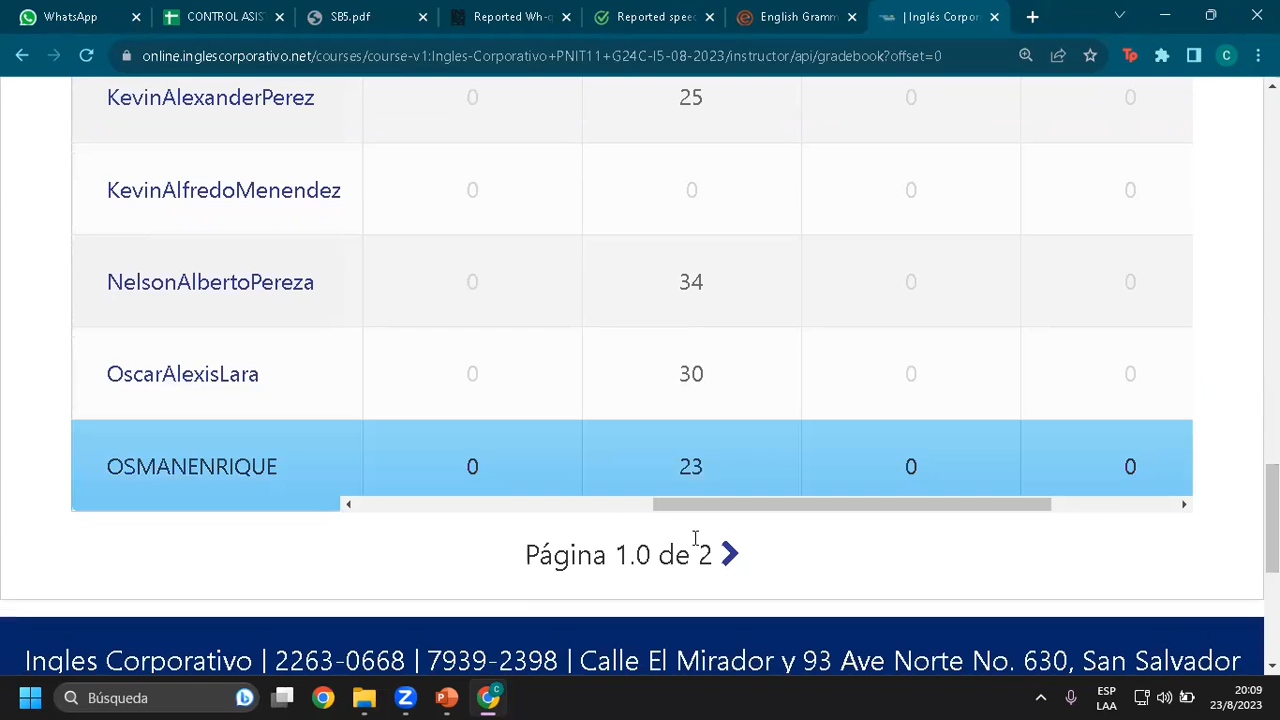 WhatsApp
CONTROL ASIS
SB5.pdf
Reported Wh-q
Reported speec
English Gramm
| Inglés Corpor
online.inglescorporativo.net/courses/course-v1:Ingles-Corporativo+PNIT11+G24C-I5-08-2023/instructor/api/gradebook?offset=0
Tp
C
KevinAlexanderPerez 0 25 0 0
KevinAlfredoMenendez 0 0 0 0
NelsonAlbertoPereza 0 34 0 0
OscarAlexisLara 0 30 0 0
OSMANENRIQUE 0 23 0 0
Página 1.0 de 2
Ingles Corporativo | 2263-0668 | 7939-2398 | Calle El Mirador y 93 Ave Norte No. 630, San Salvador
Búsqueda
ESP
LAA
20:09
23/8/2023